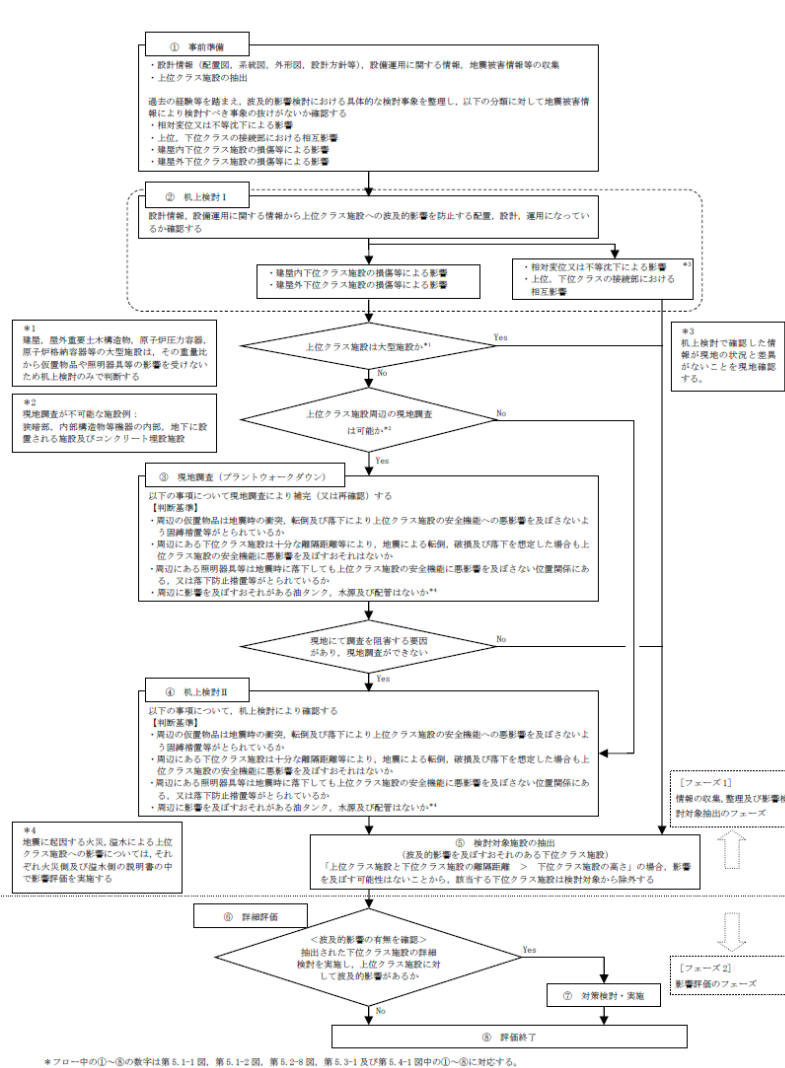 ① 事前準備
・設計情報（配置図，系統図，外形図，設計方針等），設備運用に関する情報，地震被害情報等の収集
・上位クラス施設の抽出
過去の経験等を踏まえ，波及的影響検討における具体的な検討事象を整理し，以下の分類に対して地震被害情
報により検討すべき事象の抜けがないか確認する
・相対変位又は不等沈下による影響
・上位，下位クラスの接続部における相互影響
・建屋内下位クラス施設の損傷等による影響
・建屋外下位クラス施設の損傷等による影響
② 机上検討Ⅰ
設計情報，設備運用に関する情報から上位クラス施設への波及的影響を防止する配置，設計，運用になってい
るか確認する
・建屋内下位クラス施設の損傷等による影響
・建屋外下位クラス施設の損傷等による影響
・相対変位又は不等沈下による影響 *3
・上位，下位クラスの接続部における
相互影響
*1
建屋，屋外重要土木構造物，原子炉圧力容器，
原子炉格納容器等の大型施設は，その重量比
から仮置物品や照明器具等の影響を受けない
ため机上検討のみで判断する
上位クラス施設は大型施設か*1
Yes
No
*3
机上検討で確認した情
報が現地の状況と差異
がないことを現地確認
する。
*2
現地調査が不可能な施設例：
狭暗部，内部構造物等機器の内部，地下に設
置される施設及びコンクリート埋設施設
上位クラス施設周辺の現地調査
は可能か*2
No
Yes
③ 現地調査（プラントウォークダウン）
以下の事項について現地調査により補完（又は再確認）する
【判断基準】
・周辺の仮置物品は地震時の衝突，転倒及び落下により上位クラス施設の安全機能への悪影響を及ぼさないよ
う固縛措置等がとられているか
・周辺にある下位クラス施設は十分な離隔距離等により，地震による転倒，破損及び落下を想定した場合も上
位クラス施設の安全機能に悪影響を及ぼすおそれはないか
・周辺にある照明器具等は地震時に落下しても上位クラス施設の安全機能に悪影響を及ぼさない位置関係にあ
る，又は落下防止措置等がとられているか
・周辺に影響を及ぼすおそれがある油タンク，水源及び配管はないか*4
現地にて調査を阻害する要因
があり，現地調査ができない
No
Yes
④ 机上検討Ⅱ
以下の事項について，机上検討により確認する
【判断基準】
・周辺の仮置物品は地震時の衝突，転倒及び落下により上位クラス施設の安全機能への悪影響を及ぼさないよ
う固縛措置等がとられているか
・周辺にある下位クラス施設は十分な離隔距離等により，地震による転倒，破損及び落下を想定した場合も上
位クラス施設の安全機能に悪影響を及ぼすおそれはないか
・周辺にある照明器具等は地震時に落下しても上位クラス施設の安全機能に悪影響を及ぼさない位置関係にあ
る，又は落下防止措置等がとられているか
・周辺に影響を及ぼすおそれがある油タンク，水源及び配管はないか*4
［フェーズ1］
情報の収集，整理及び影響検
討対象抽出のフェーズ
*4
地震に起因する火災，溢水による上位
クラス施設への影響については，それ
ぞれ火災側及び溢水側の説明書の中
で影響評価を実施する
⑤ 検討対象施設の抽出
（波及的影響を及ぼすおそれのある下位クラス施設）
「上位クラス施設と下位クラス施設の離隔距離 ＞ 下位クラス施設の高さ」の場合，影響
を及ぼす可能性はないことから，該当する下位クラス施設は検討対象から除外する
⑥ 詳細評価
＜波及的影響の有無を確認＞
抽出された下位クラス施設の詳細
検討を実施し，上位クラス施設に対
して波及的影響があるか
Yes
No
［フェーズ2］
影響評価のフェーズ
⑦ 対策検討・実施
⑧ 評価終了
＊フロー中の①～⑧の数字は第5.1-1図，第5.1-2図，第5.2-8図，第5.3-1及び第5.4-1図中の①～⑧に対応する。